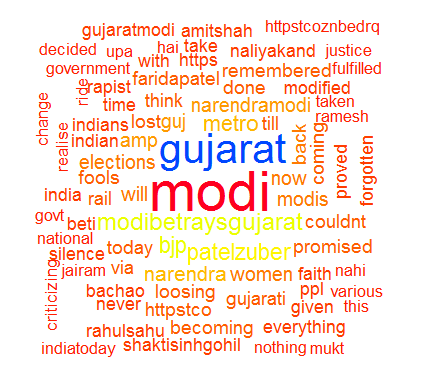 gujaratmodi amitshah httpstcoznbedrq
decided upa hai take naliyakand justice
government with https remembered fulfilled
rapist faridapatel done modified
change ride time think narendramodi taken
indians lost guj metro till ramesh
realise indian amp gujarat back coming
elections proved forgotten
fools modi now
india rail will modis
govt beti modibetraysgujarat couldnt
national silence today bjp patelzuber promised
jairam via narendra women faith nahi
criticizing bachao loosing gujarati ppl various
never httpstco given this
rahulsahu becoming everything
indiatoday shaktisinhgohil nothing mukt